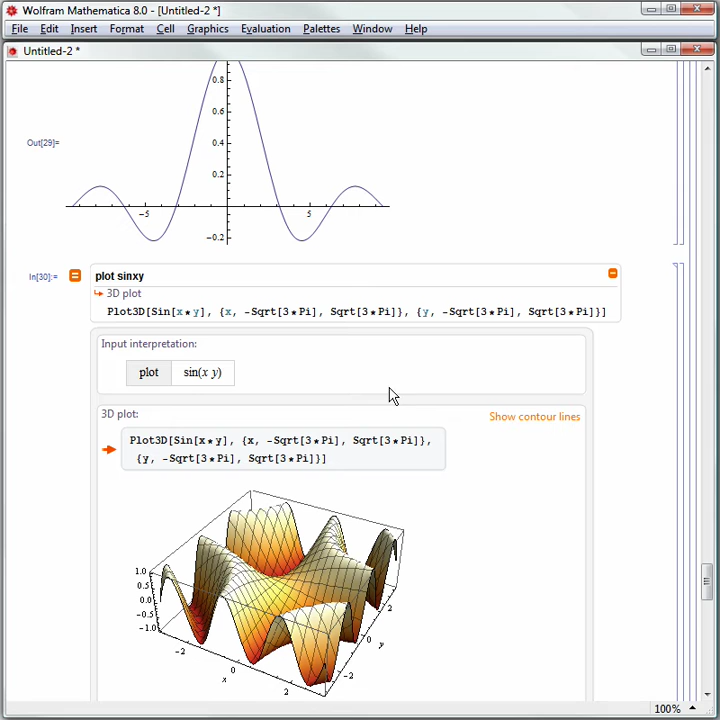 Wolfram Mathematica 8.0 - [Untitled-2 *]
File Edit Insert Format Cell Graphics Evaluation Palettes Window Help
Untitled-2 *
0.8
0.6
0.4
0.2
-0.2
-5
5
Out[29]=
In[30]:=
plot sinxy
3D plot
Plot3D[Sin[x*y], {x, -Sqrt[3*Pi], Sqrt[3*Pi]}, {y, -Sqrt[3*Pi], Sqrt[3*Pi]}]
Input interpretation:
plot sin(x y)
3D plot:
Show contour lines
Plot3D[Sin[x*y], {x, -Sqrt[3*Pi], Sqrt[3*Pi]},
{y, -Sqrt[3*Pi], Sqrt[3*Pi]}]
1.0
0.5
0.0
-0.5
-1.0
-2
0
2
x
-2
0
2
y
100%